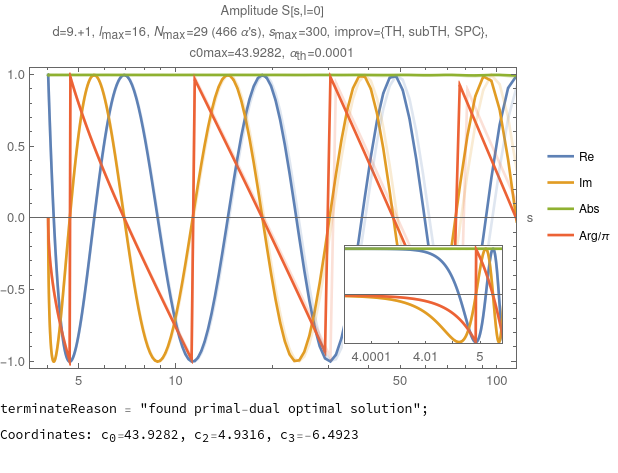 Amplitude S[s,l=0]
d=9.+1, lmax=16, Nmax=29 (466 α's), smax=300, improv={TH, subTH, SPC},
c0max=43.9282, αth=0.0001
1.0
0.5
0.0
−0.5
−1.0
s
Re
Im
Abs
Arg/π
4.0001 4.01 5
5 10 50 100
terminateReason = "found primal-dual optimal solution";
Coordinates: c0=43.9282, c2=4.9316, c3=-6.4923